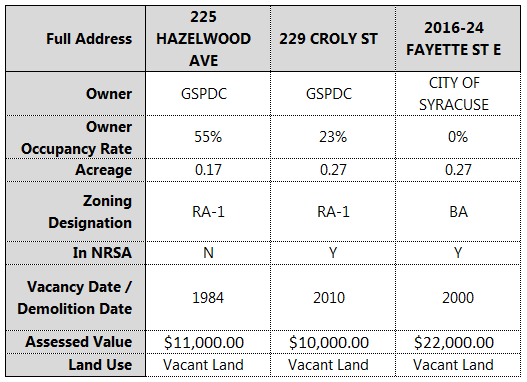 Full Address 225 HAZELWOOD AVE 229 CROLY ST 2016-24 FAYETTE ST E
Owner GSPDC GSPDC CITY OF SYRACUSE
Owner Occupancy Rate 55% 23% 0%
Acreage 0.17 0.27 0.27
Zoning Designation RA-1 RA-1 BA
In NRSA N Y Y
Vacancy Date / Demolition Date 1984 2010 2000
Assessed Value $11,000.00 $10,000.00 $22,000.00
Land Use Vacant Land Vacant Land Vacant Land